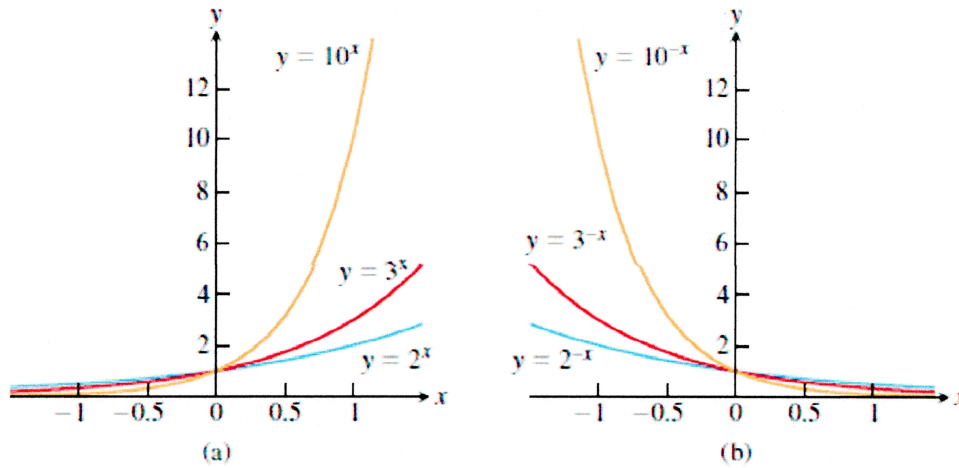 y
y = 10^x
12
10
8
6
y = 3^x
4
2
y = 2^x
−1 −0.5 0 0.5 1 x
(a)
y
y = 10^−x
12
10
8
y = 3^−x
6
4
2
y = 2^−x
−1 −0.5 0 0.5 1 x
(b)